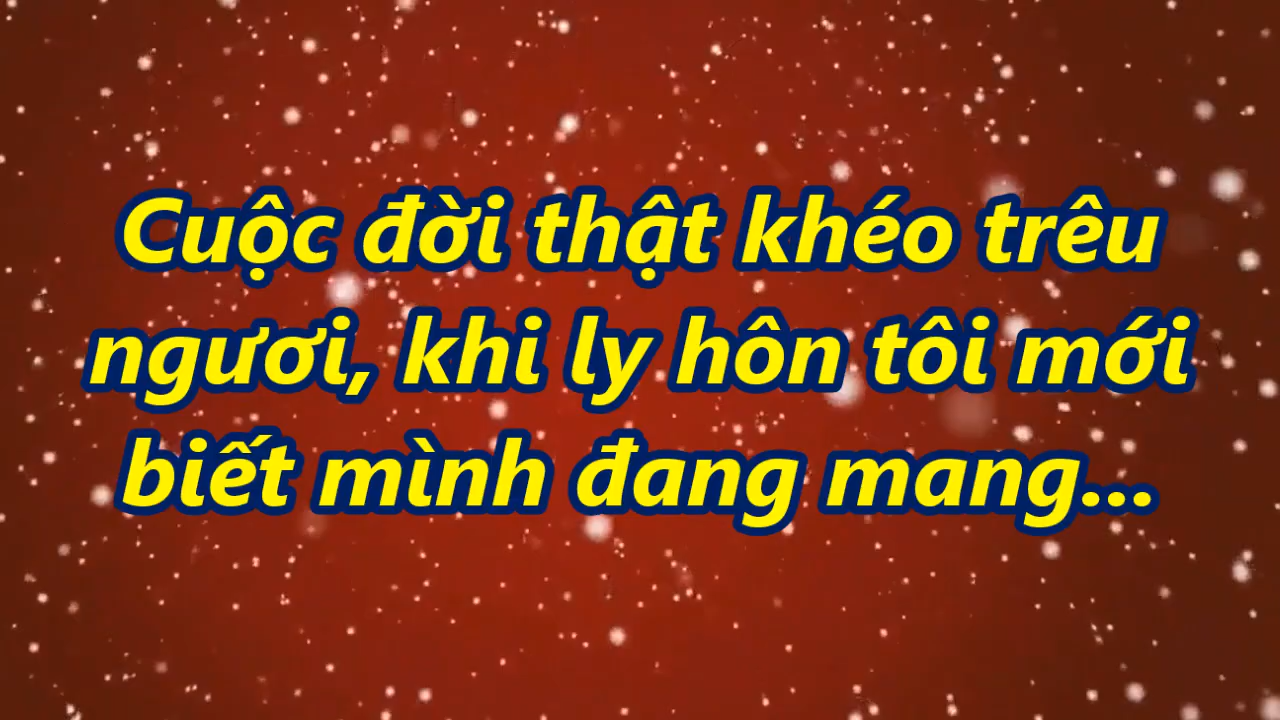 Cuộc đời thật khéo trêu
ngươi, khi ly hôn tôi mới
biết mình đang mang...